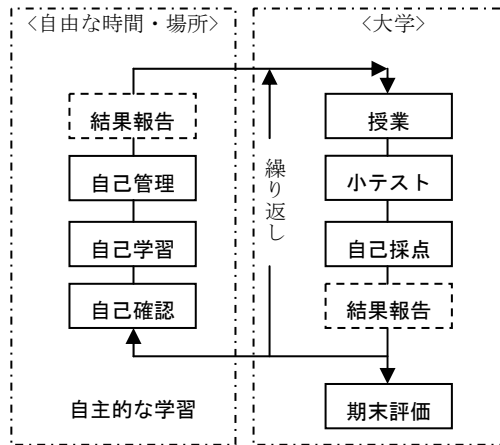 〈自由な時間・場所〉
結果報告
自己管理
自己学習
自己確認
自主的な学習
繰り返し
〈大学〉
授業
小テスト
自己採点
結果報告
期末評価